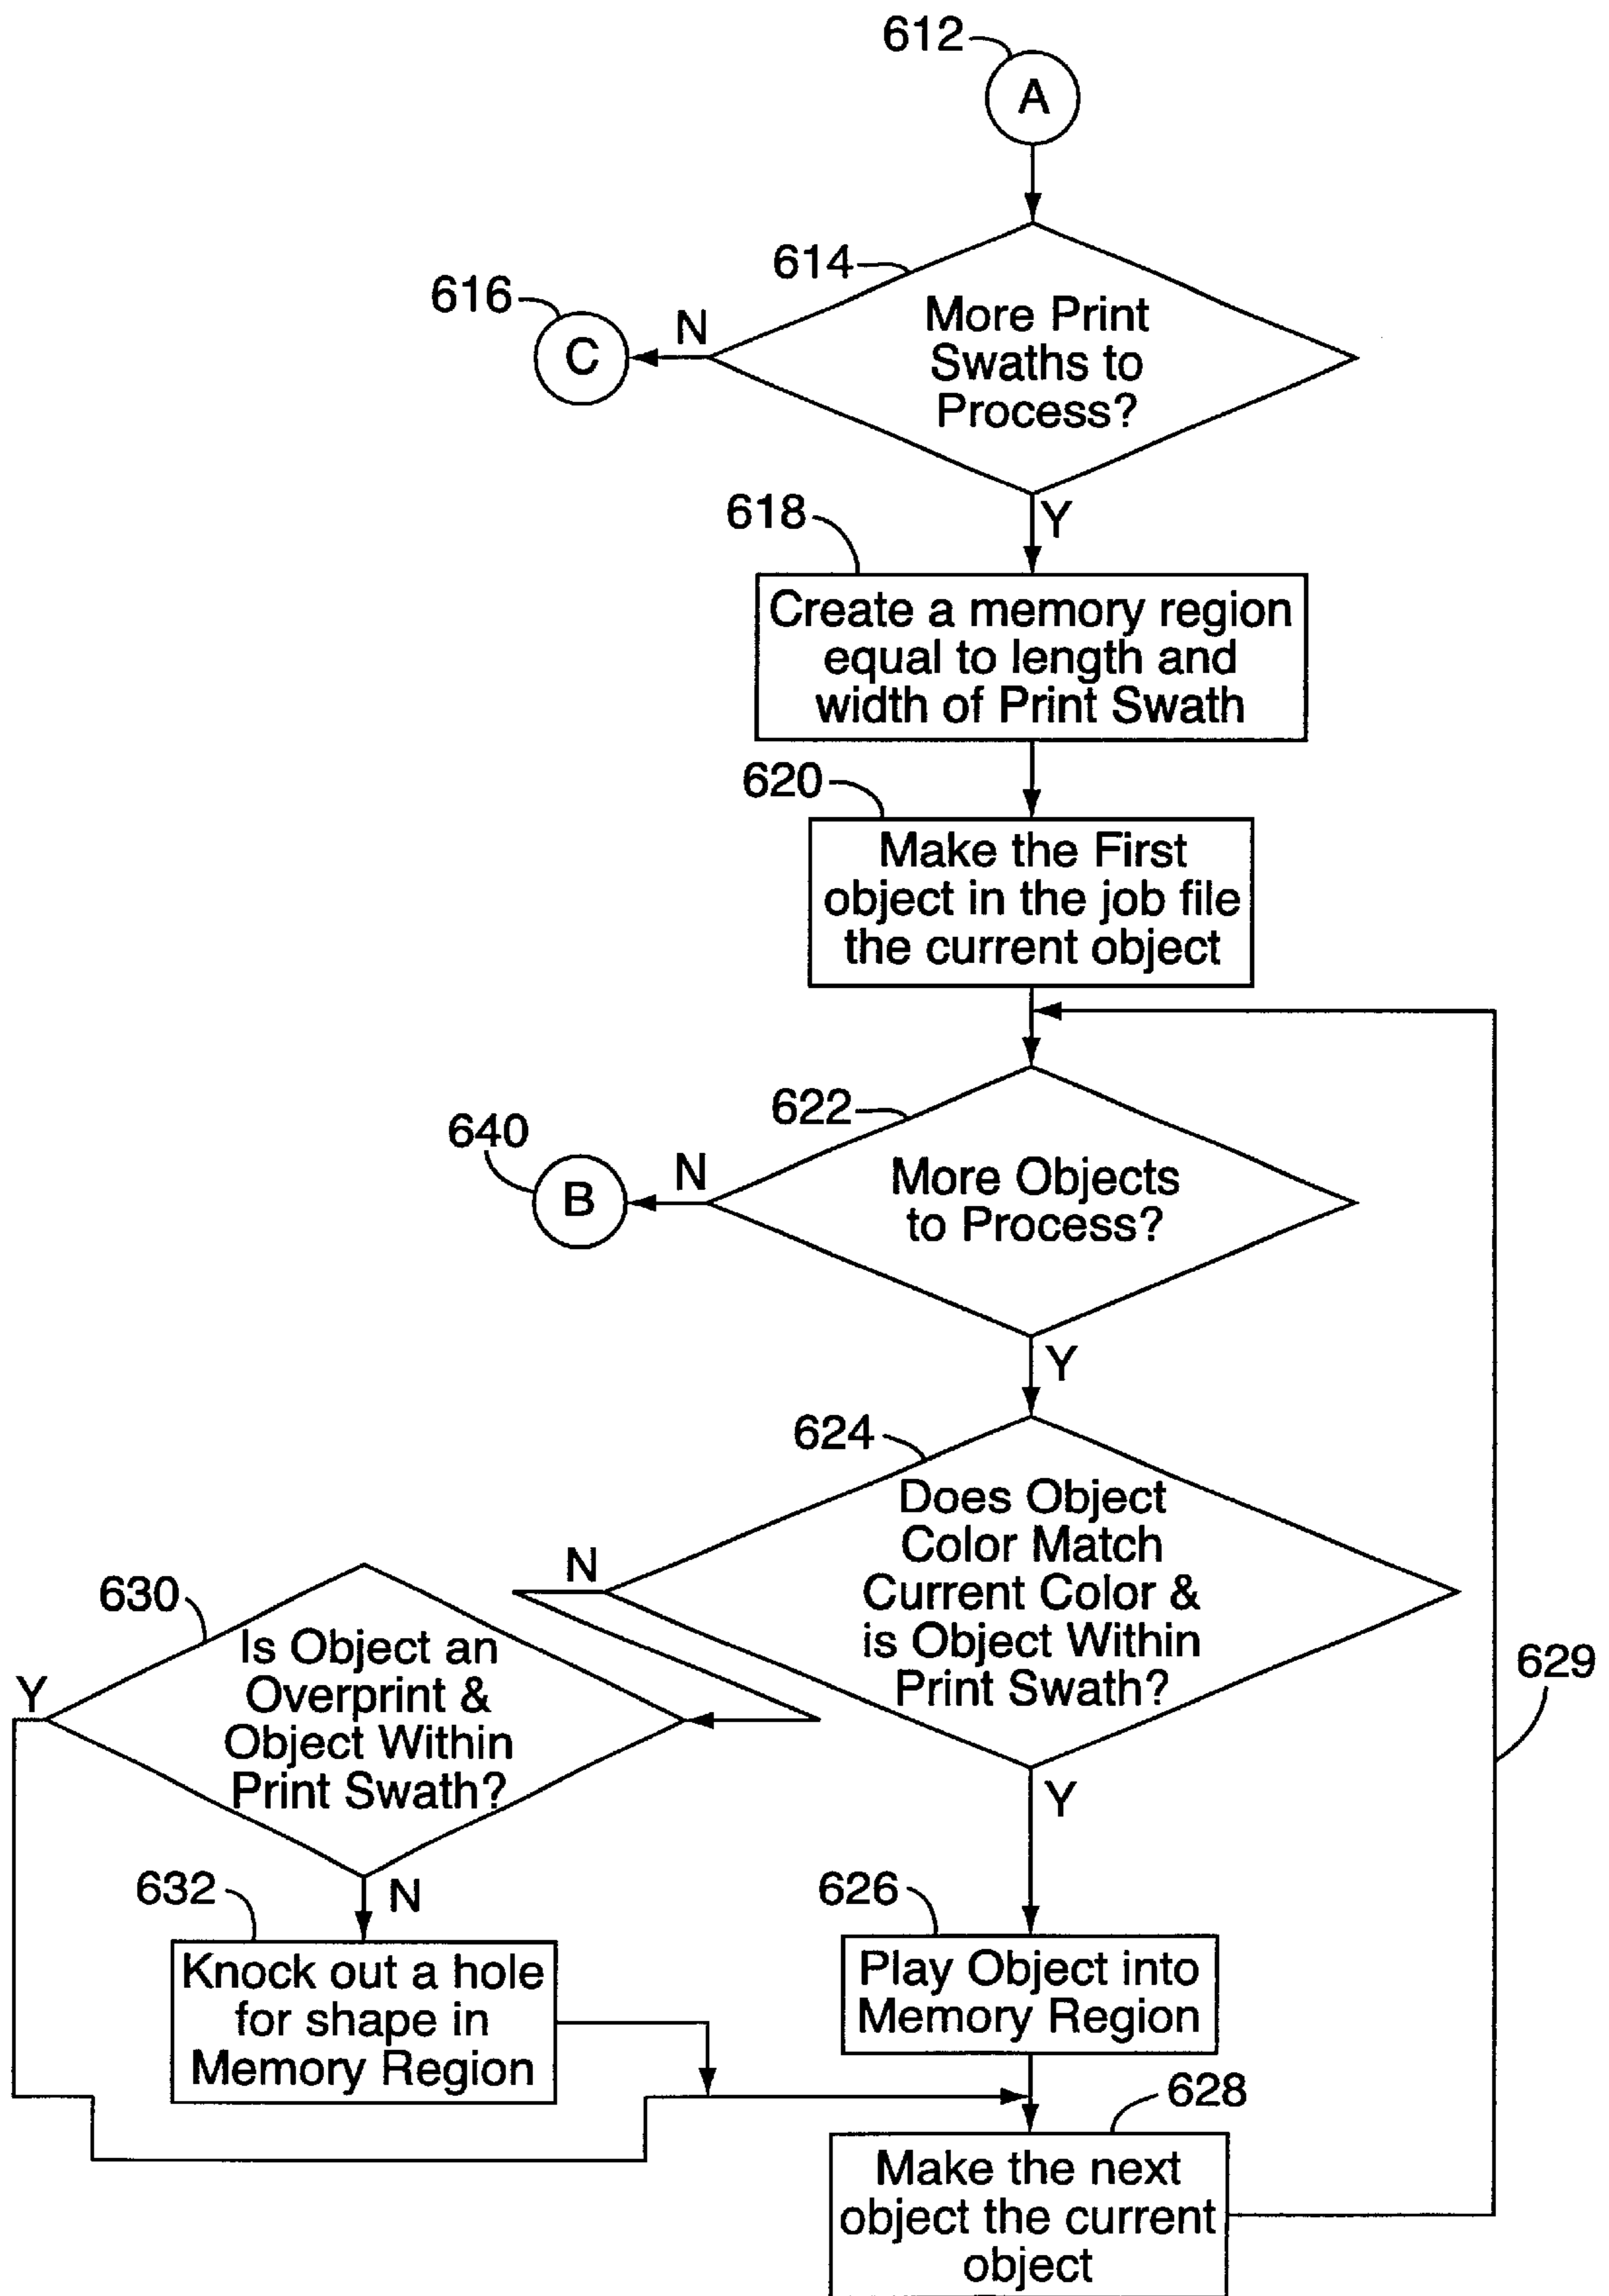 612
A
614
More Print
Swaths to
Process?
616
C
N
Y
618
Create a memory region
equal to length and
width of Print Swath
620
Make the First
object in the job file
the current object
622
More Objects
to Process?
640
B
N
Y
624
Does Object
Color Match
Current Color &
is Object Within
Print Swath?
N
630
Is Object an
Overprint &
Object Within
Print Swath?
Y
629
Y
N
632
Knock out a hole
for shape in
Memory Region
626
Play Object into
Memory Region
628
Make the next
object the current
object